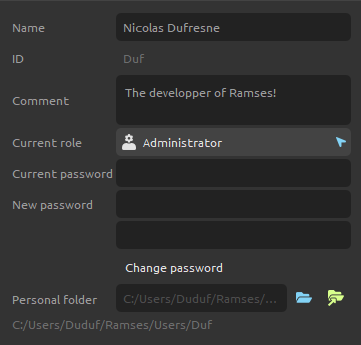 Name Nicolas Dufresne
ID Duf
Comment The developper of Ramses!
Current role Administrator
Current password
New password
Change password
Personal folder C:/Users/Duduf/Ramses/...
C:/Users/Duduf/Ramses/Users/Duf